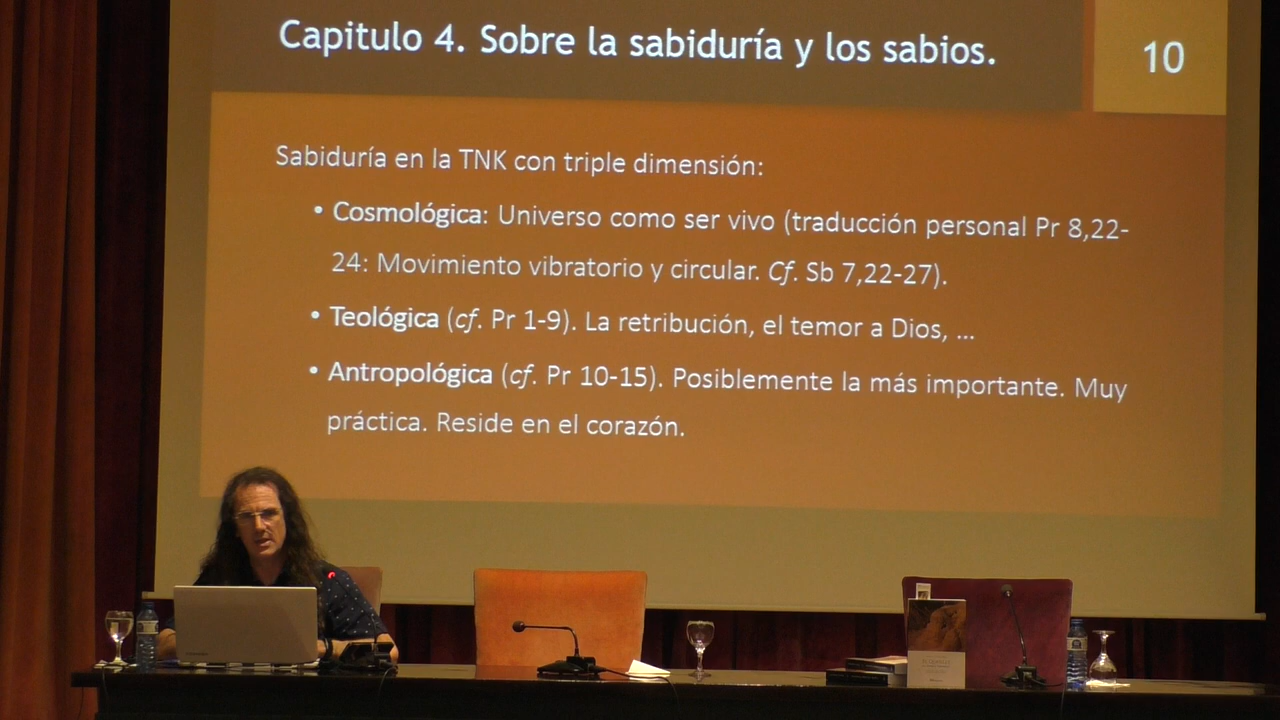 Capitulo 4. Sobre la sabiduría y los sabios.
10
Sabiduría en la TNK con triple dimensión:
• Cosmológica: Universo como ser vivo (traducción personal Pr 8,22-
24: Movimiento vibratorio y circular. Cf. Sb 7,22-27).
• Teológica (cf. Pr 1-9). La retribución, el temor a Dios, ...
• Antropológica (cf. Pr 10-15). Posiblemente la más importante. Muy
práctica. Reside en el corazón.